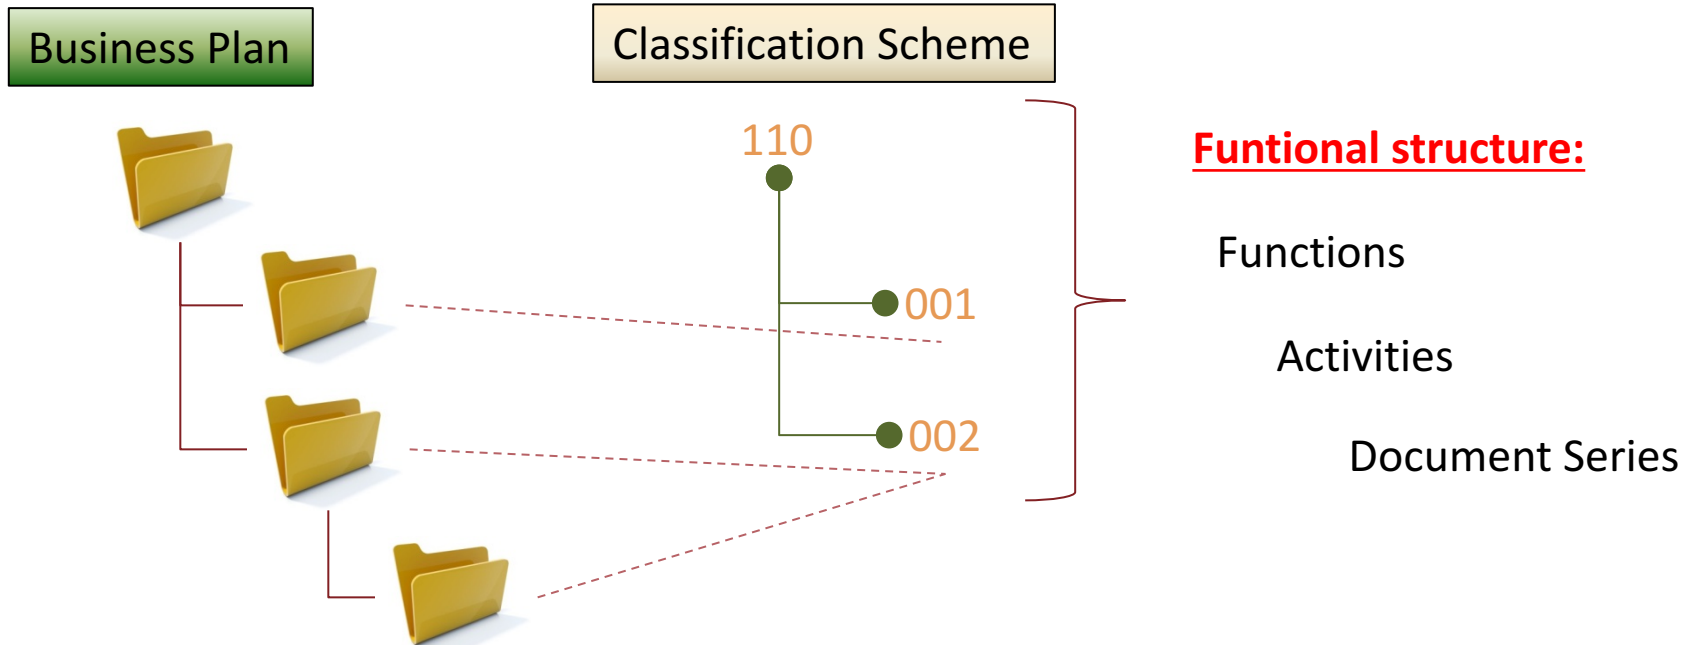 Business Plan
Classification Scheme
110
001
002
Funtional structure:
Functions
Activities
Document Series